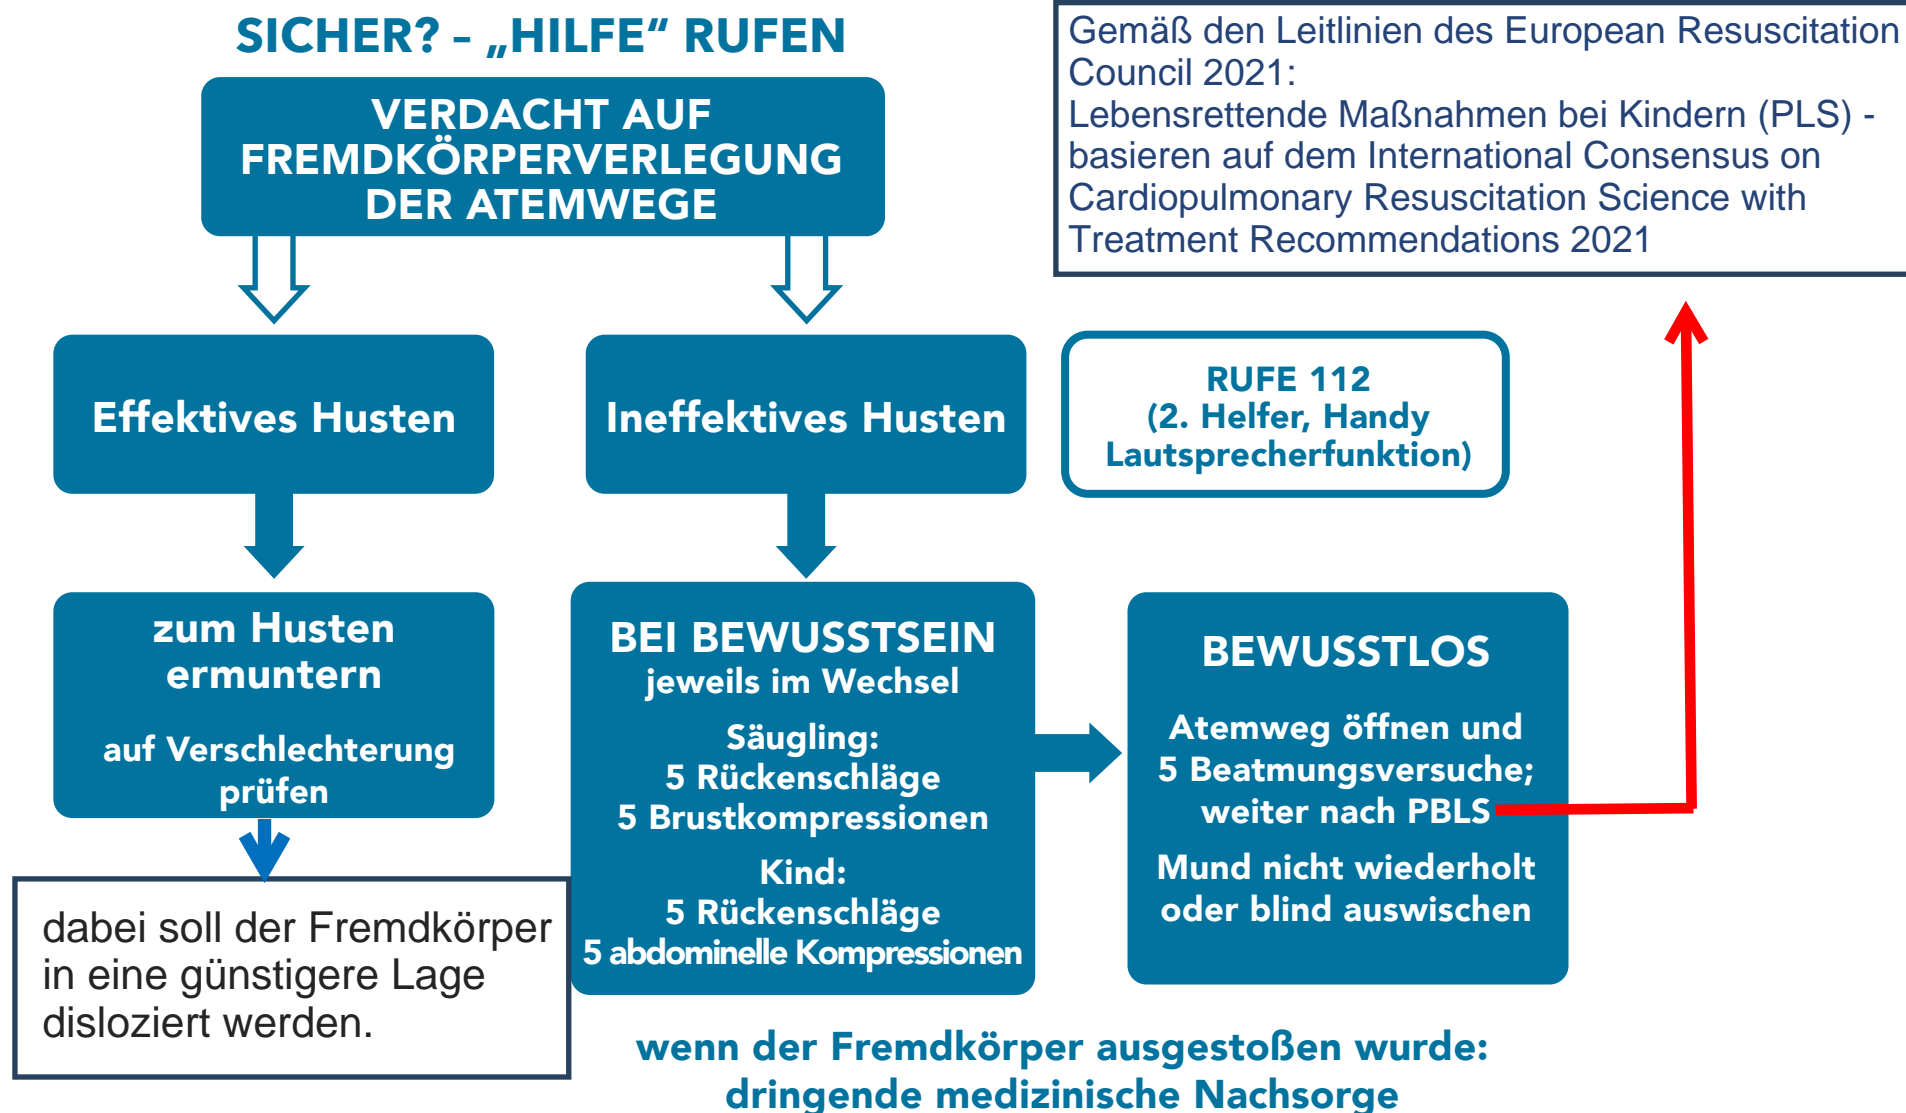 SICHER? – „HILFE“ RUFEN
VERDACHT AUF
FREMDKÖRPERVERLEGUNG
DER ATEMWEGE
Gemäß den Leitlinien des European Resuscitation
Council 2021:
Lebensrettende Maßnahmen bei Kindern (PLS) -
basieren auf dem International Consensus on
Cardiopulmonary Resuscitation Science with
Treatment Recommendations 2021
Effektives Husten
Ineffektives Husten
RUFE 112
(2. Helfer, Handy
Lautsprecherfunktion)
zum Husten
ermuntern
auf Verschlechterung
prüfen
dabei soll der Fremdkörper
in eine günstigere Lage
disloziert werden.
BEI BEWUSSTSEIN
jeweils im Wechsel
Säugling:
5 Rückenschläge
5 Brustkompressionen
Kind:
5 Rückenschläge
5 abdominelle Kompressionen
BEWUSSTLOS
Atemweg öffnen und
5 Beatmungsversuche;
weiter nach PBLS
Mund nicht wiederholt
oder blind auswischen
wenn der Fremdkörper ausgestoßen wurde:
dringende medizinische Nachsorge